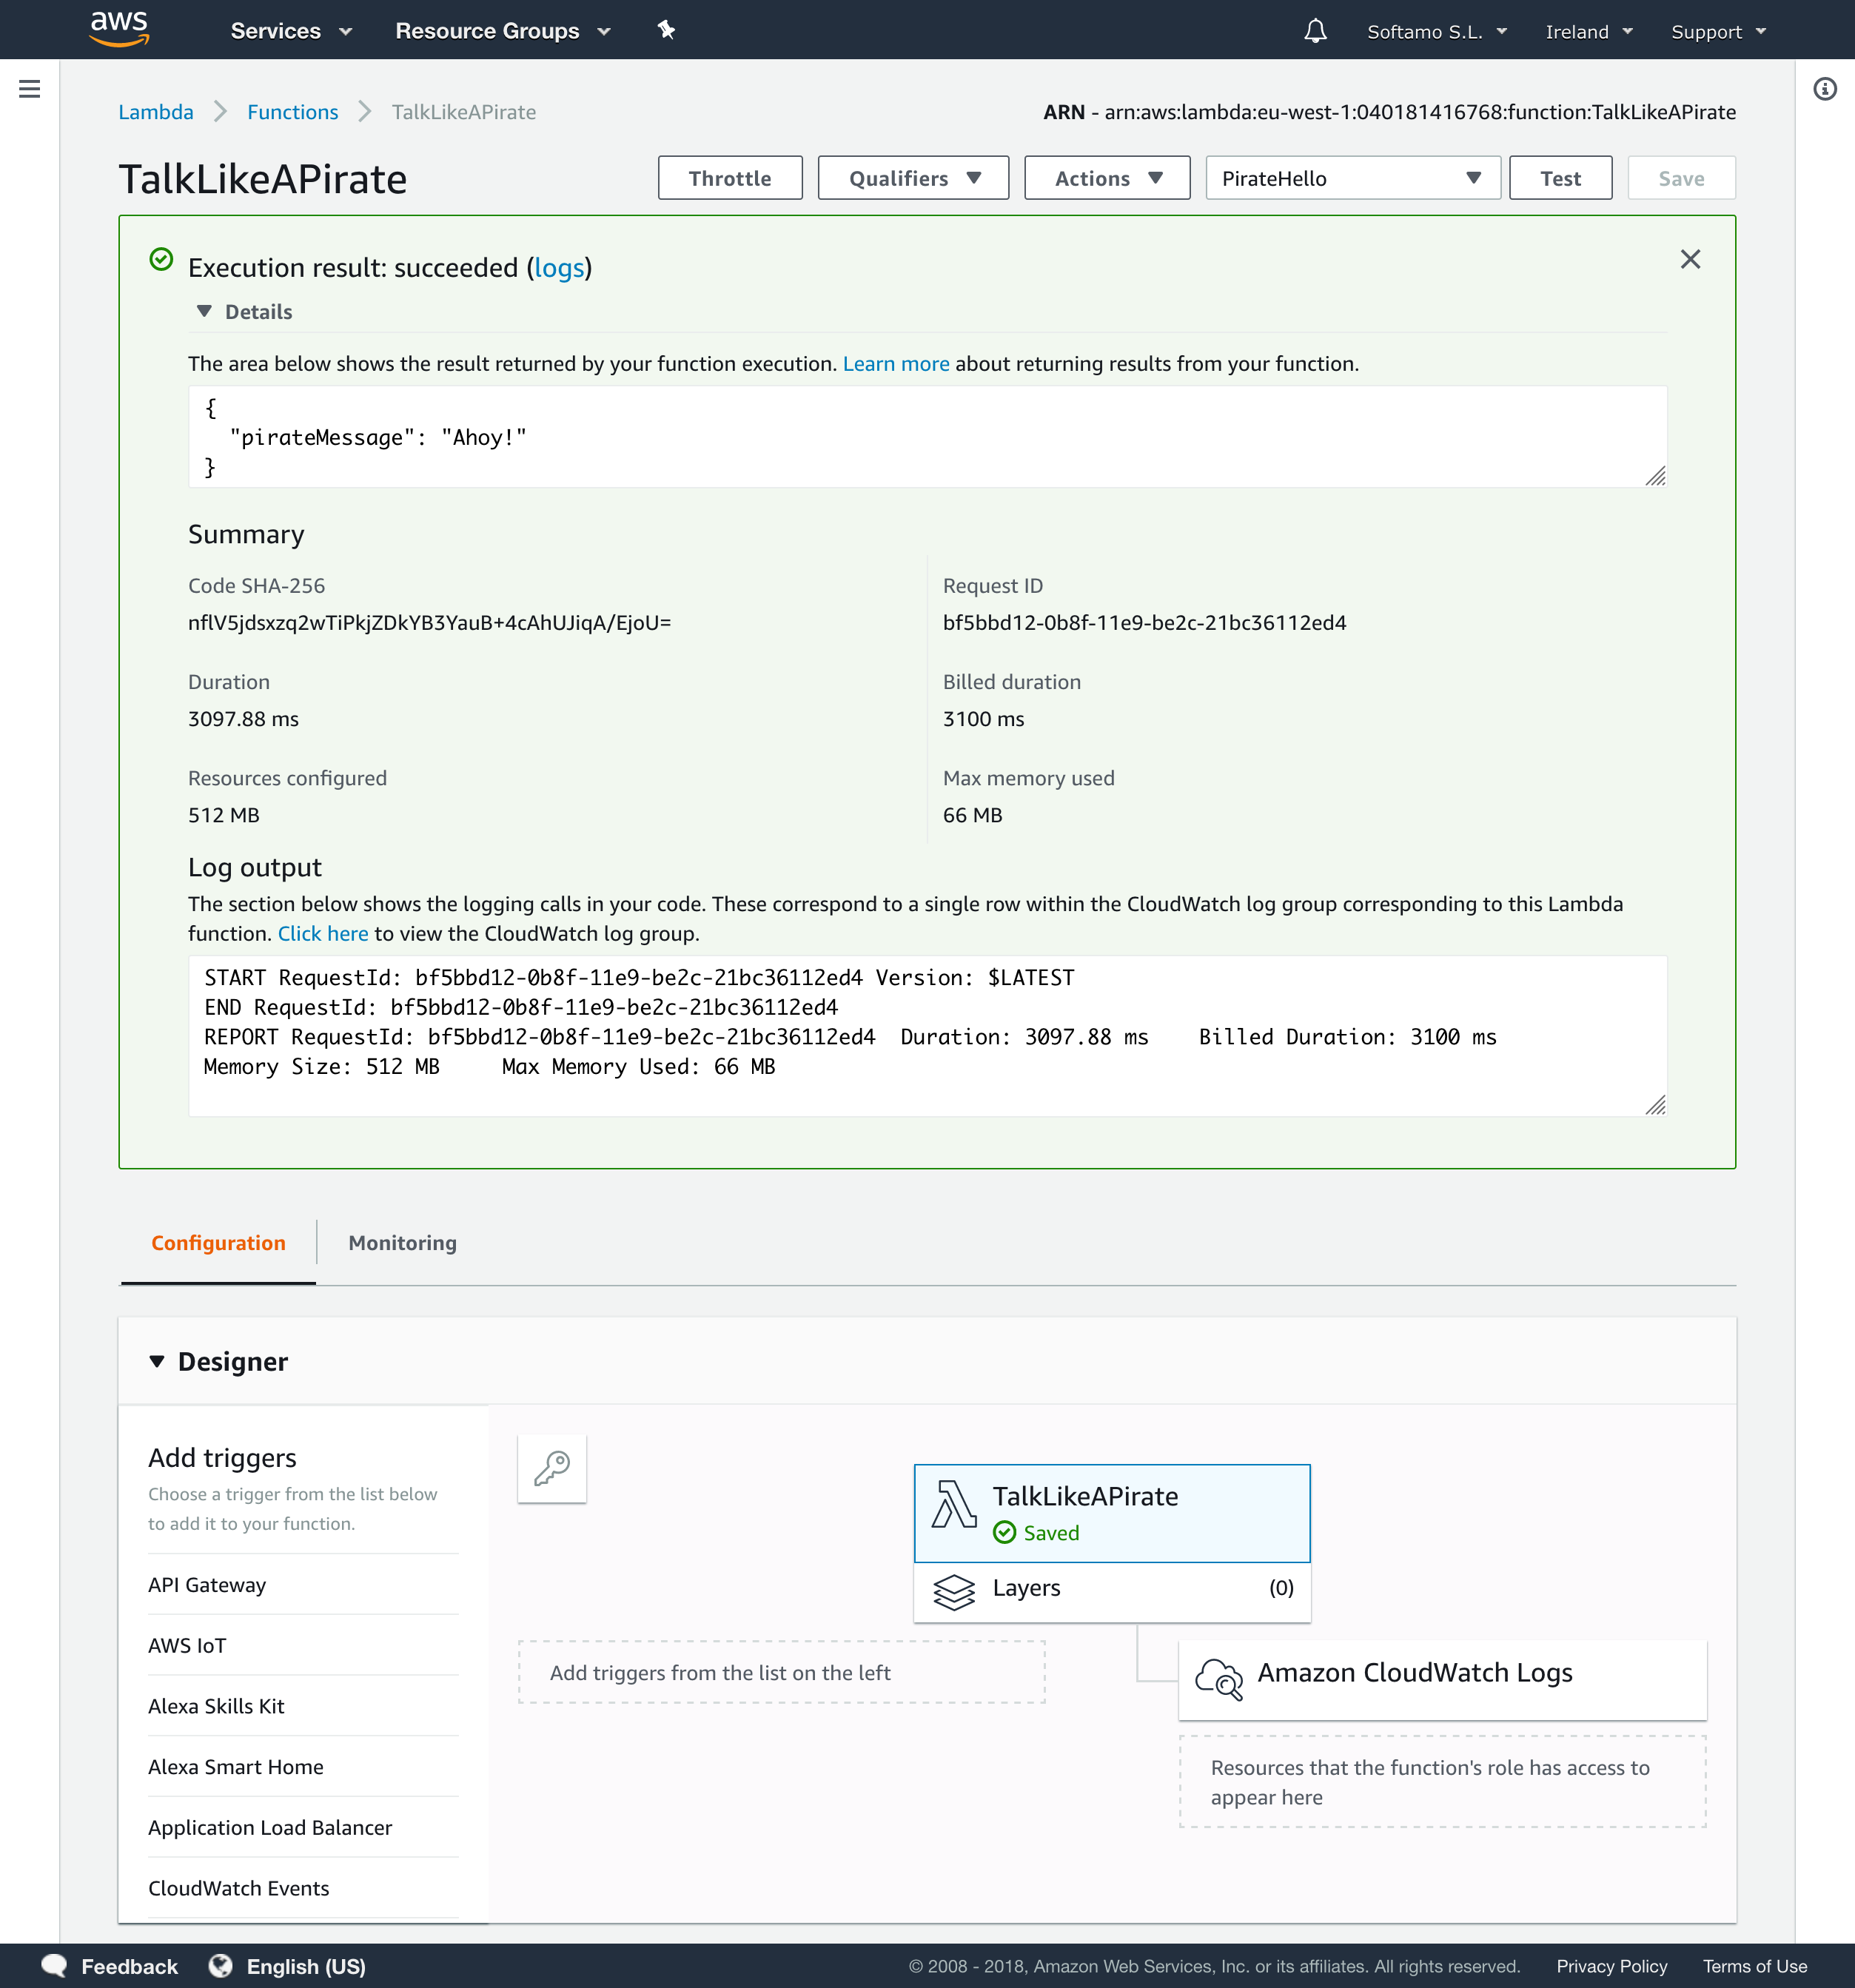 aws Services Resource Groups Softamo S.L. Ireland Support
Lambda Functions TalkLikeAPirate ARN - arn:aws:lambda:eu-west-1:040181416768:function:TalkLikeAPirate
TalkLikeAPirate Throttle Qualifiers Actions PirateHello Test Save
Execution result: succeeded (logs)
Details
The area below shows the result returned by your function execution. Learn more about returning results from your function.
{
"pirateMessage": "Ahoy!"
}
Summary
Code SHA-256 Request ID
nflV5jdsxzq2wTiPkjZDkYB3YauB+4cAhUJiqA/EjoU= bf5bbd12-0b8f-11e9-be2c-21bc36112ed4
Duration Billed duration
3097.88 ms 3100 ms
Resources configured Max memory used
512 MB 66 MB
Log output
The section below shows the logging calls in your code. These correspond to a single row within the CloudWatch log group corresponding to this Lambda
function. Click here to view the CloudWatch log group.
START RequestId: bf5bbd12-0b8f-11e9-be2c-21bc36112ed4 Version: $LATEST
END RequestId: bf5bbd12-0b8f-11e9-be2c-21bc36112ed4
REPORT RequestId: bf5bbd12-0b8f-11e9-be2c-21bc36112ed4 Duration: 3097.88 ms Billed Duration: 3100 ms
Memory Size: 512 MB Max Memory Used: 66 MB
Configuration Monitoring
Designer
Add triggers
Choose a trigger from the list below
to add it to your function.
API Gateway
AWS IoT
Alexa Skills Kit
Alexa Smart Home
Application Load Balancer
CloudWatch Events
TalkLikeAPirate
Saved
Layers (0)
Add triggers from the list on the left
Amazon CloudWatch Logs
Resources that the function's role has access to
appear here
Feedback English (US) © 2008 - 2018, Amazon Web Services, Inc. or its affiliates. All rights reserved. Privacy Policy Terms of Use